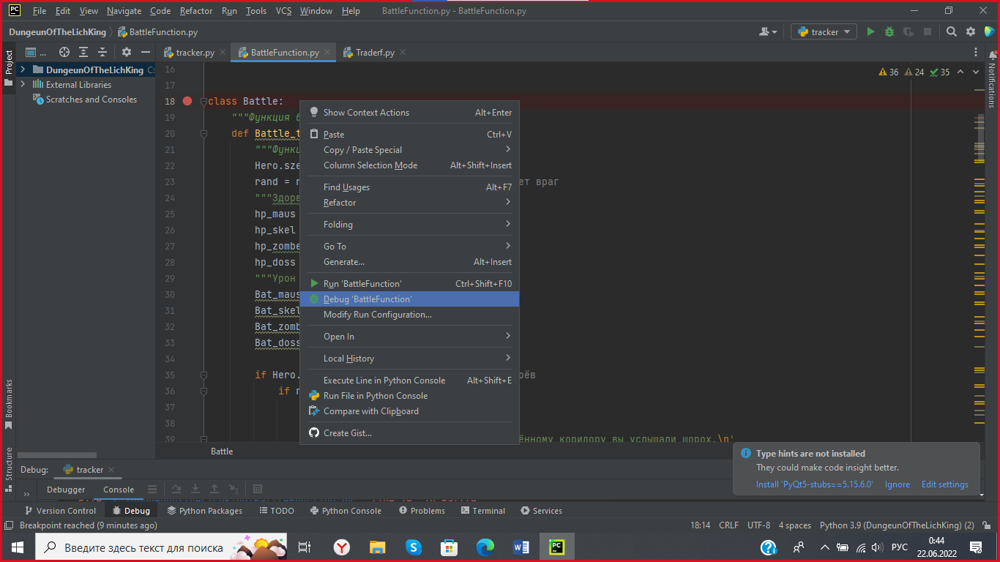 PC File Edit View Navigate Code Refactor Run Tools VCS Window Help BattleFunction.py - BattleFunction.py
DungeunOfTheLichKing BattleFunction.py tracker
Project ... tracker.py BattleFunction.py Traderf.py
DungeunOfTheLichKing C:
External Libraries
Scratches and Consoles
Notifications
16 36 24 35
17
18 class Battle:
19 """Функция
20 def Battle_
21 """Функц
22 Hero.sze
23 rand = ет враг
24 """Здоро
25 hp_maus
26 hp_skel
27 hp_zombe
28 hp_doss
29 """Урон
30 Bat_maus
31 Bat_skel
32 Bat_zomb
33 Bat_doss
34
35 if Hero.
36 if
37
38
39 коридору вы услышали шорох.\n'
Show Context Actions Alt+Enter
Paste Ctrl+V
Copy / Paste Special
Column Selection Mode Alt+Shift+Insert
Find Usages Alt+F7
Refactor
Folding
Go To
Generate... Alt+Insert
Run 'BattleFunction' Ctrl+Shift+F10
Debug 'BattleFunction'
Modify Run Configuration...
Open In
Local History
Execute Line in Python Console Alt+Shift+E
Run File in Python Console
Compare with Clipboard
Create Gist...
Battle
Bookmarks
Structure
Type hints are not installed
They could make code insight better.
Install 'PyQt5-stubs==5.15.6.0' Ignore Edit settings
Debug: tracker
Debugger Console
Version Control Debug Python Packages TODO Python Console Problems Terminal Services
Breakpoint reached (9 minutes ago) 18:14 CRLF UTF-8 4 spaces Python 3.9 (DungeunOfTheLichKing) (2)
Введите здесь текст для поиска РУС 0:44
22.06.2022